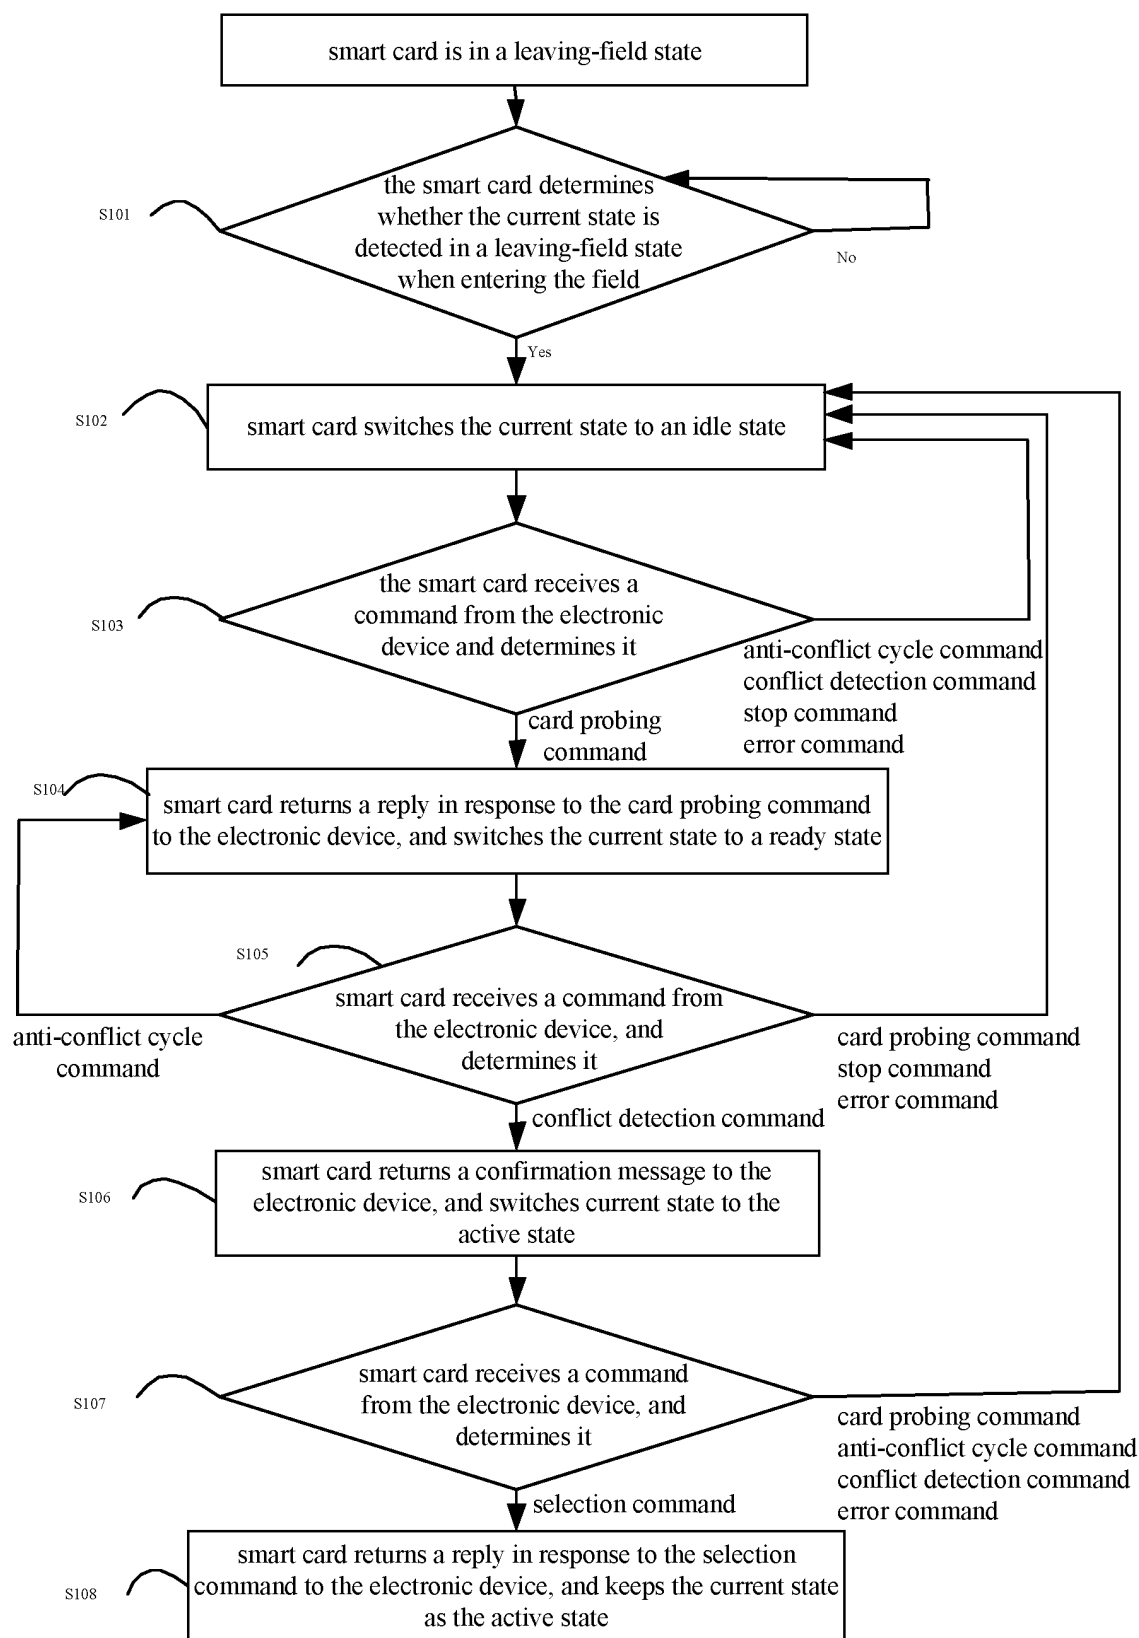 smart card is in a leaving-field state
the smart card determines
whether the current state is
detected in a leaving-field state
when entering the field
S101
No
Yes
S102
smart card switches the current state to an idle state
the smart card receives a
command from the electronic
device and determines it
S103
anti-conflict cycle command
conflict detection command
stop command
error command
card probing
command
S104
smart card returns a reply in response to the card probing command
to the electronic device, and switches the current state to a ready state
S105
smart card receives a command from
the electronic device, and
determines it
anti-conflict cycle
command
card probing command
stop command
error command
conflict detection command
S106
smart card returns a confirmation message to the
electronic device, and switches current state to the
active state
S107
smart card receives a command
from the electronic device, and
determines it
card probing command
anti-conflict cycle command
conflict detection command
error command
selection command
S108
smart card returns a reply in response to the selection
command to the electronic device, and keeps the current state
as the active state